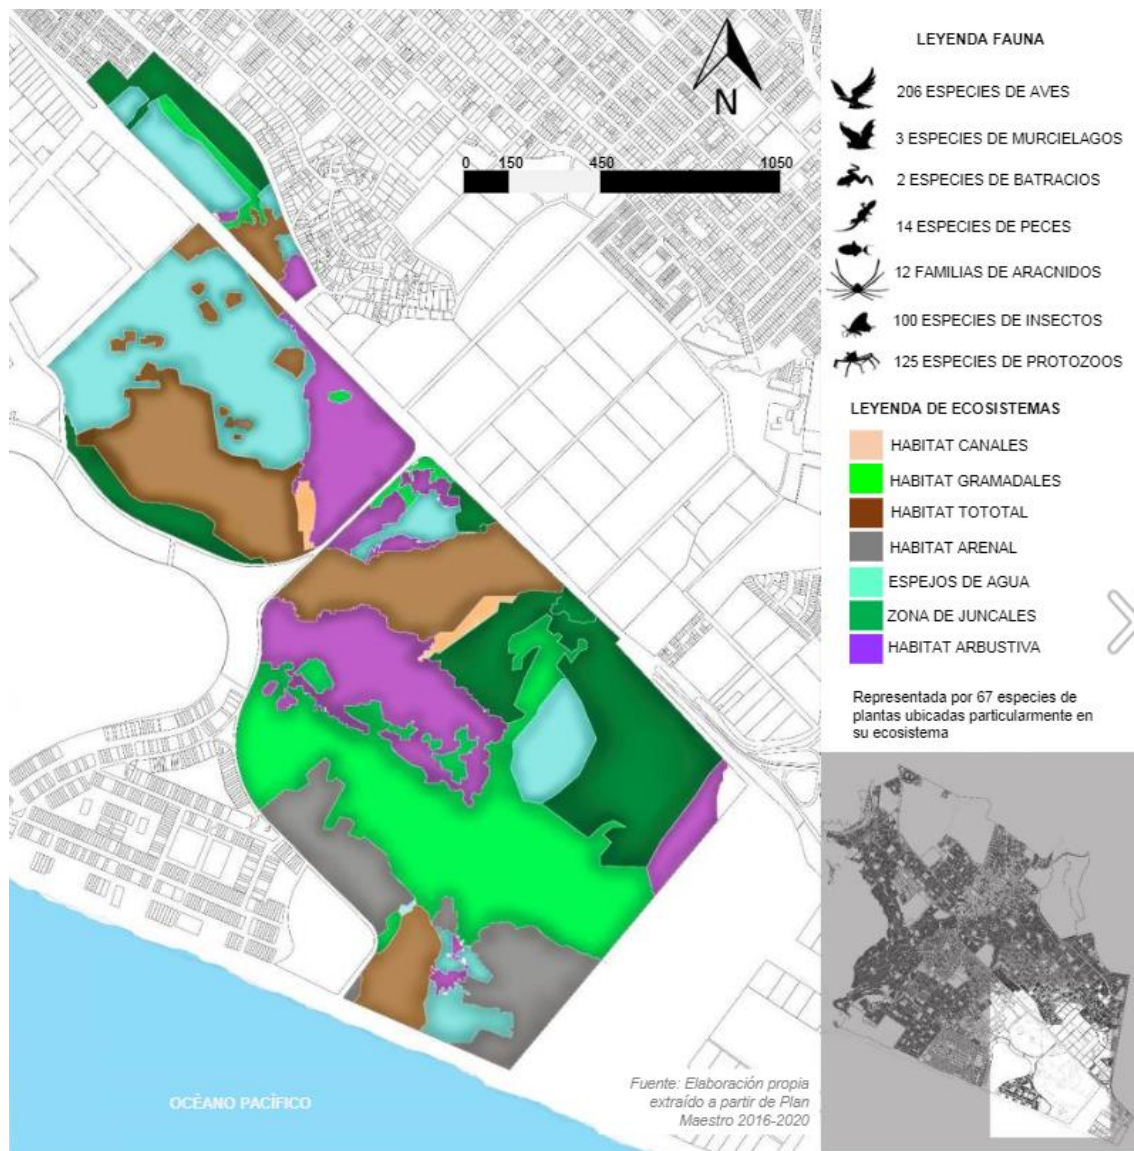 N
0 150 450 1050
OCÈANO PACÌFICO
Fuente: Elaboración propia
extraído a partir de Plan
Maestro 2016-2020
LEYENDA FAUNA
206 ESPECIES DE AVES
3 ESPECIES DE MURCIELAGOS
2 ESPECIES DE BATRACIOS
14 ESPECIES DE PECES
12 FAMILIAS DE ARACNIDOS
100 ESPECIES DE INSECTOS
125 ESPECIES DE PROTOZOOS
LEYENDA DE ECOSISTEMAS
HABITAT CANALES
HABITAT GRAMADALES
HABITAT TOTOTAL
HABITAT ARENAL
ESPEJOS DE AGUA
ZONA DE JUNCALES
HABITAT ARBUSTIVA
Representada por 67 especies de
plantas ubicadas particularmente en
su ecosistema